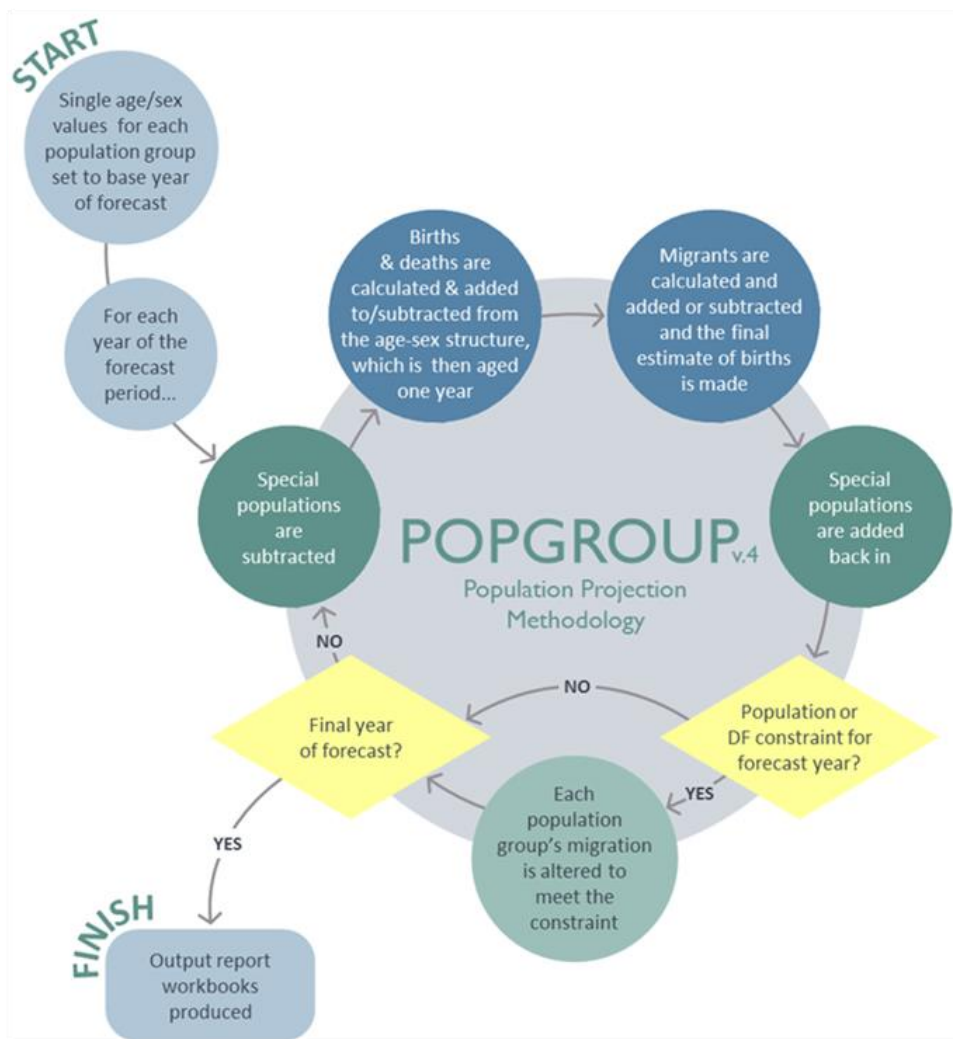 START
Single age/sex
values for each
population group
set to base year
of forecast
For each
year of the
forecast
period...
Special
populations
are
subtracted
Births
& deaths are
calculated & added
to/subtracted from
the age-sex structure,
which is then aged
one year
Migrants are
calculated and
added or subtracted
and the final
estimate of births
is made
Special
populations
are added
back in
POPGROUP v.4
Population Projection
Methodology
Population or
DF constraint for
forecast year?
NO
YES
Each
population
group's migration
is altered to
meet the
constraint
Final year
of forecast?
NO
YES
FINISH
Output report
workbooks
produced